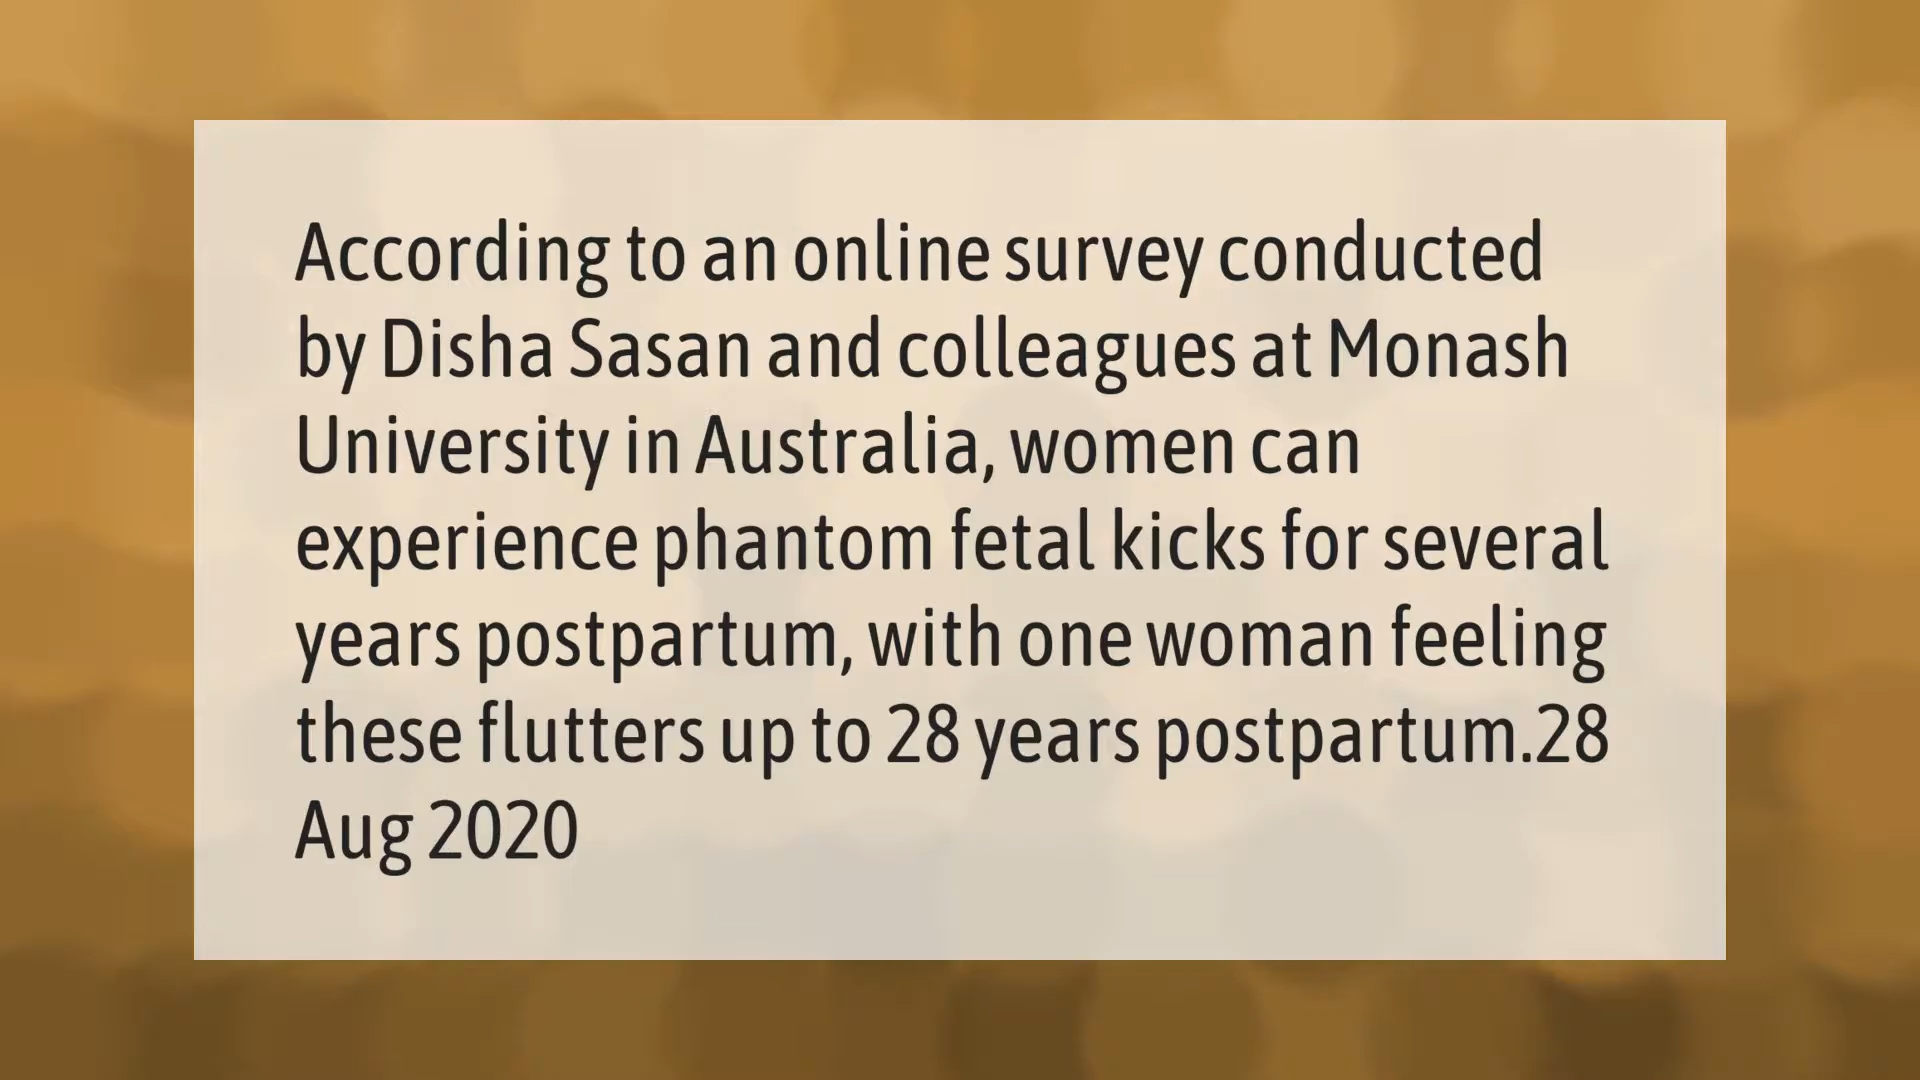 According to an online survey conducted
by Disha Sasan and colleagues at Monash
University in Australia, women can
experience phantom fetal kicks for several
years postpartum, with one woman feeling
these flutters up to 28 years postpartum.28
Aug 2020